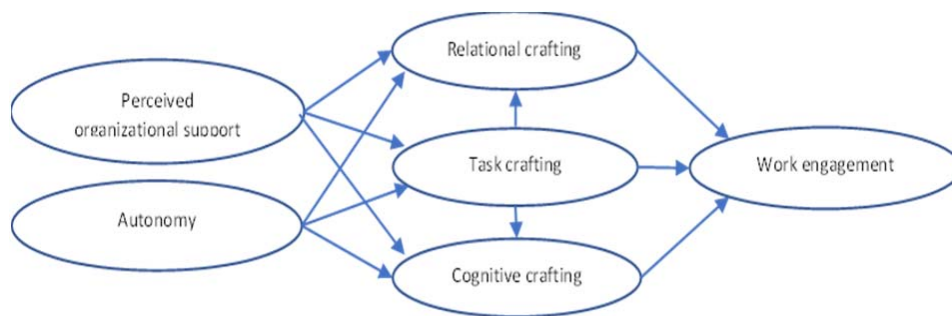 Relational crafting
Perceived
organizational support
Task crafting
Work engagement
Autonomy
Cognitive crafting